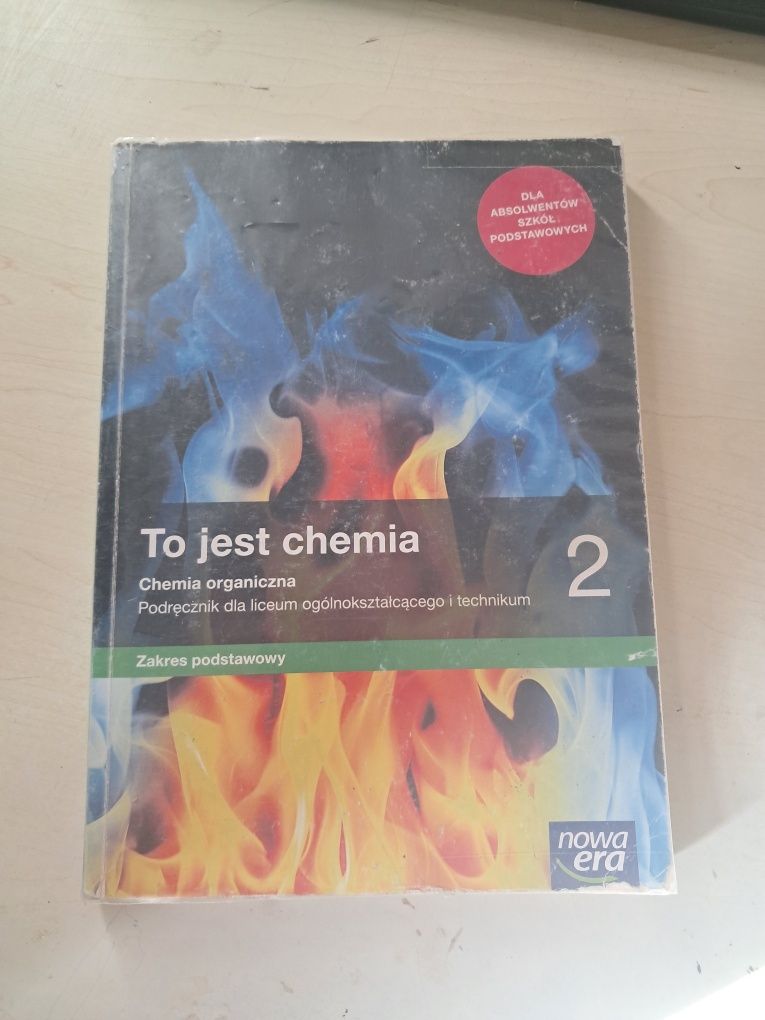 DLA
ABSOLWENTÓW
SZKÓŁ
PODSTAWOWYCH
To jest chemia
2
Chemia organiczna
Podręcznik dla liceum ogólnokształcącego i technikum
Zakres podstawowy
nowa
era